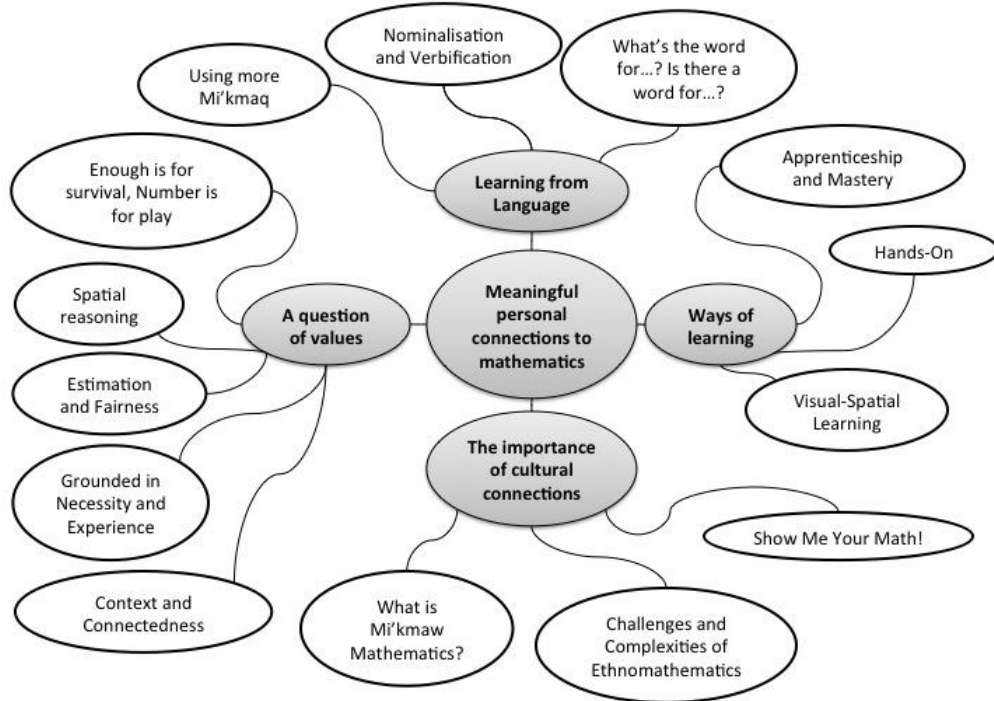 Nominalisation
and Verbification
What’s the word
for…? Is there a
word for…?
Using more
Mi’kmaq
Enough is for
survival, Number is
for play
Learning from
Language
Apprenticeship
and Mastery
Hands-On
Spatial
reasoning
A question
of values
Meaningful
personal
connections to
mathematics
Ways of
learning
Estimation
and Fairness
Visual-Spatial
Learning
Grounded in
Necessity and
Experience
The importance
of cultural
connections
Show Me Your Math!
Context and
Connectedness
What is
Mi’kmaw
Mathematics?
Challenges and
Complexities of
Ethnomathematics